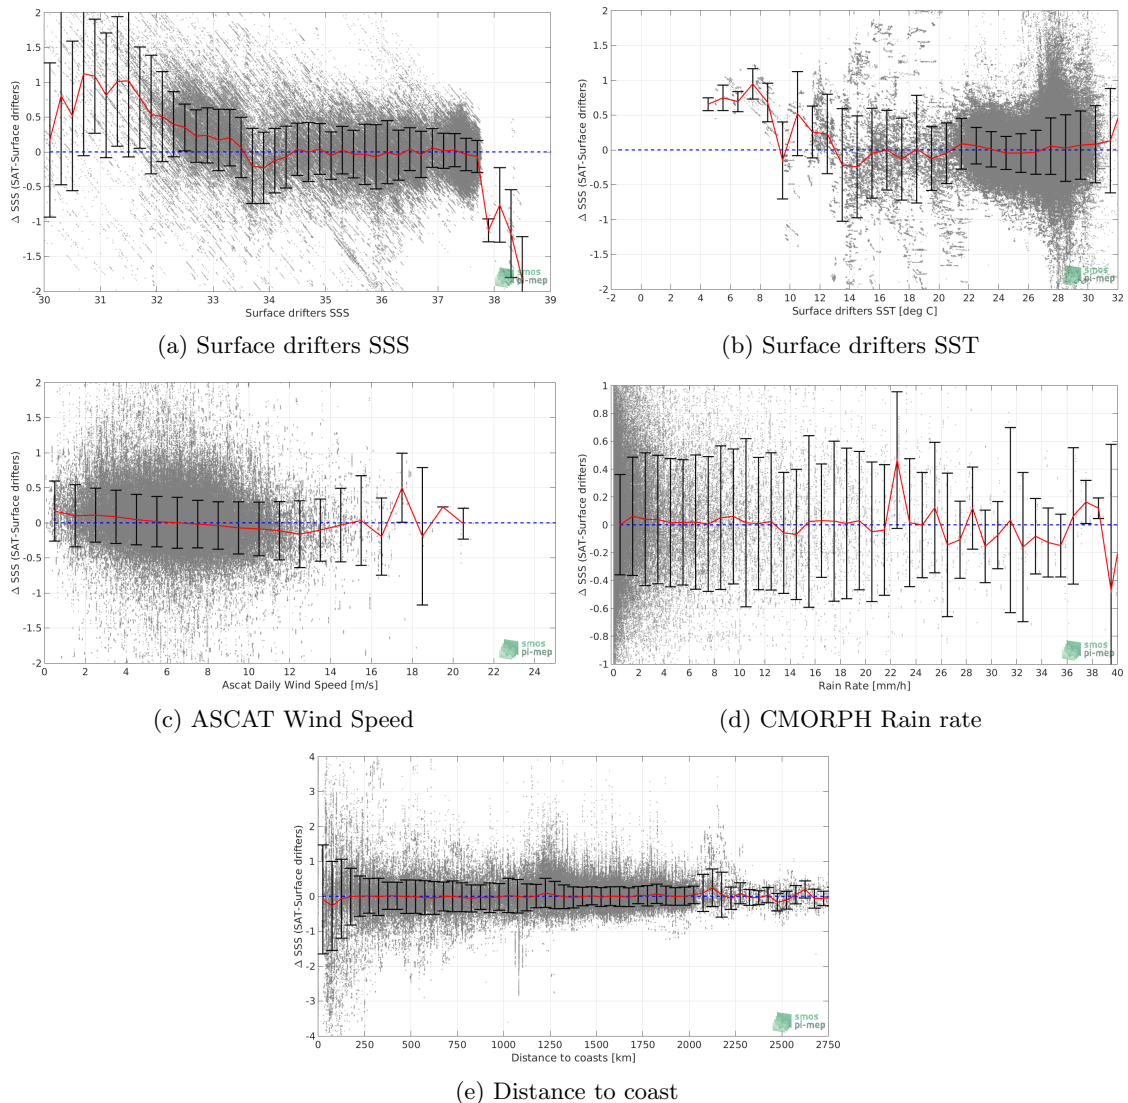 2
1.5
1
0.5
0
-0.5
-1
-1.5
-2
Δ SSS (SAT-Surface drifters)
30 31 32 33 34 35 36 37 38 39
Surface drifters SSS
smos
pi-mep
(a) Surface drifters SSS
2
1.5
1
0.5
0
-0.5
-1
-1.5
-2
Δ SSS (SAT-Surface drifters)
-2 0 2 4 6 8 10 12 14 16 18 20 22 24 26 28 30 32
Surface drifters SST [deg C]
smos
pi-mep
(b) Surface drifters SST
2
1.5
1
0.5
0
-0.5
-1
-1.5
-2
Δ SSS (SAT-Surface drifters)
0 2 4 6 8 10 12 14 16 18 20 22 24
Ascat Daily Wind Speed [m/s]
smos
pi-mep
(c) ASCAT Wind Speed
1
0.8
0.6
0.4
0.2
0
-0.2
-0.4
-0.6
-0.8
-1
Δ SSS (SAT-Surface drifters)
0 2 4 6 8 10 12 14 16 18 20 22 24 26 28 30 32 34 36 38 40
Rain Rate [mm/h]
smos
pi-mep
(d) CMORPH Rain rate
4
3
2
1
0
-1
-2
-3
-4
Δ SSS (SAT-Surface drifters)
0 250 500 750 1000 1250 1500 1750 2000 2250 2500 2750
Distance to coasts [km]
smos
pi-mep
(e) Distance to coast